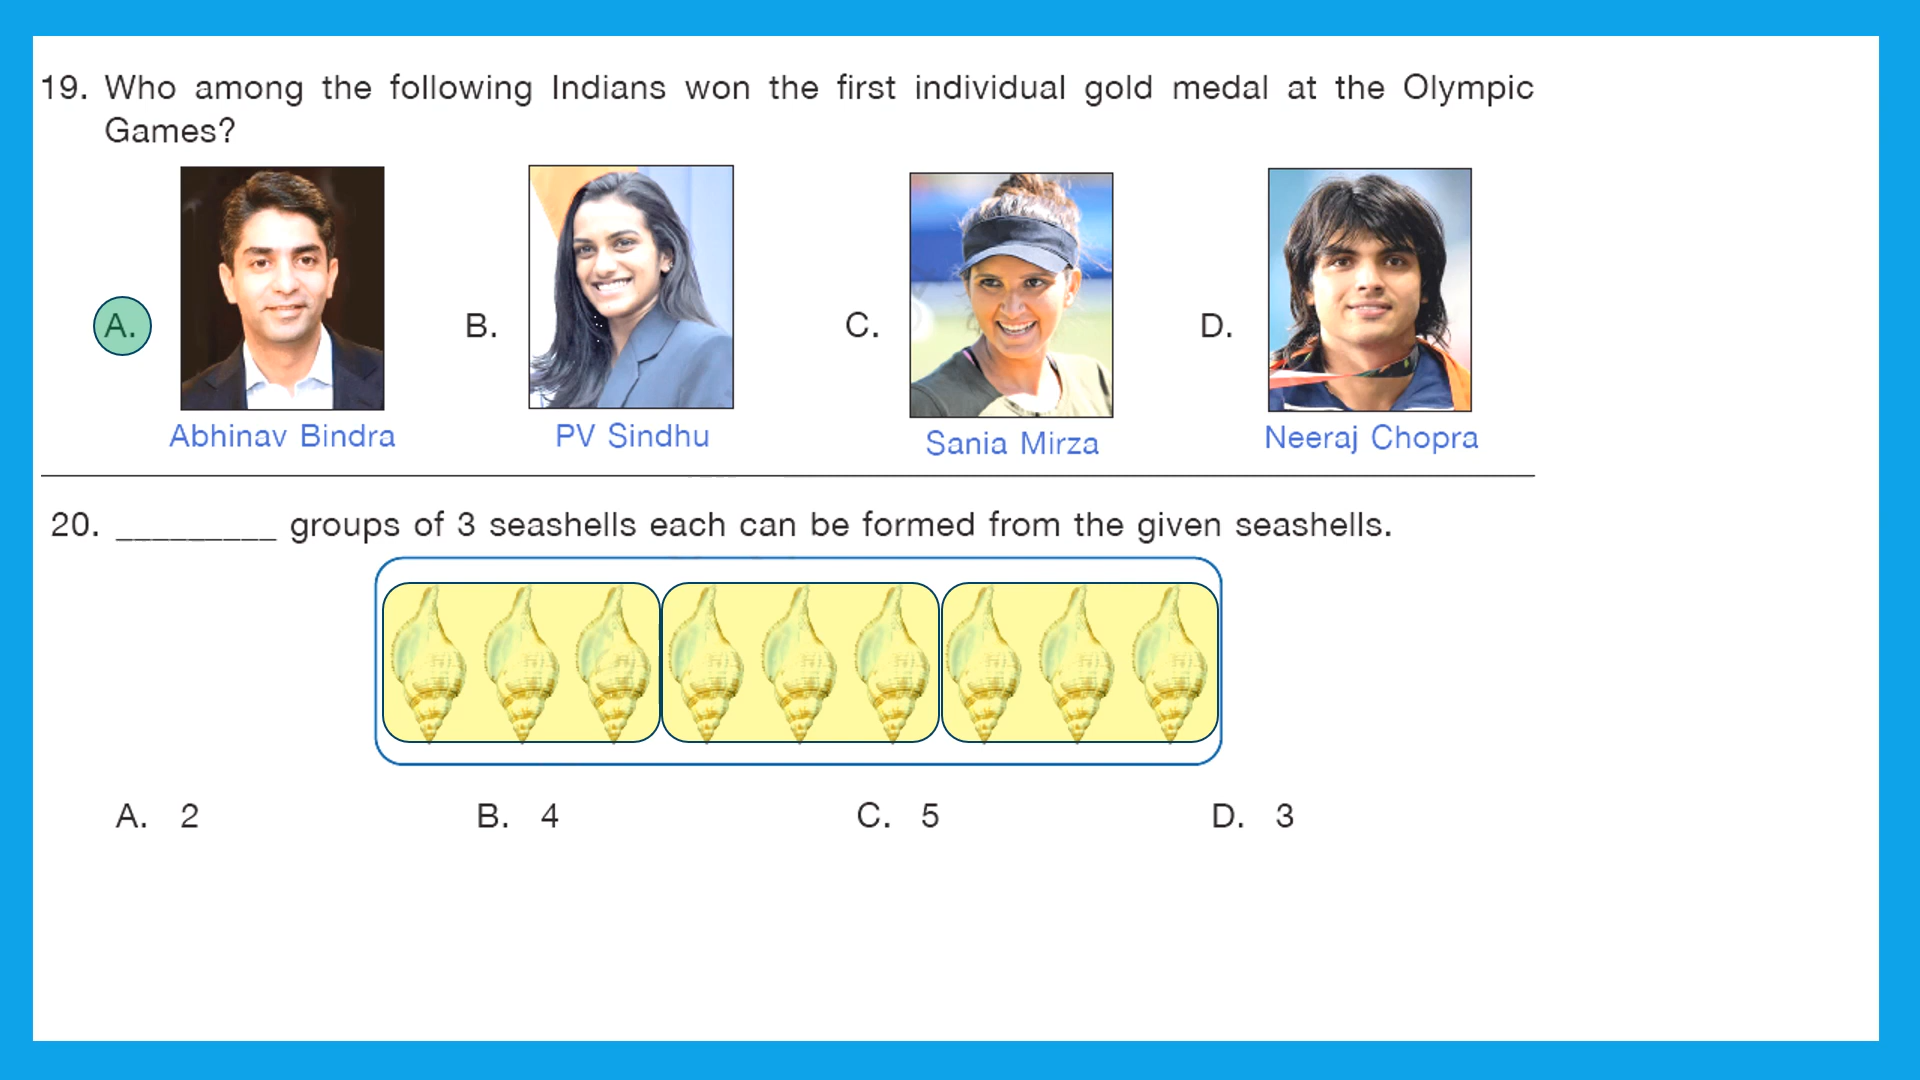 19. Who among the following Indians won the first individual gold medal at the Olympic
Games?
A. B. C. D.
Abhinav Bindra PV Sindhu Sania Mirza Neeraj Chopra
20. _________ groups of 3 seashells each can be formed from the given seashells.
A. 2 B. 4 C. 5 D. 3